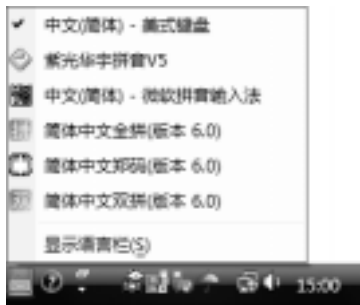 中文(简体) - 美式键盘
紫光华宇拼音V5
中文(简体) - 微软拼音输入法
简体中文全拼(版本 6.0)
简体中文郑码(版本 6.0)
简体中文双拼(版本 6.0)
显示语言栏(S)
15:00